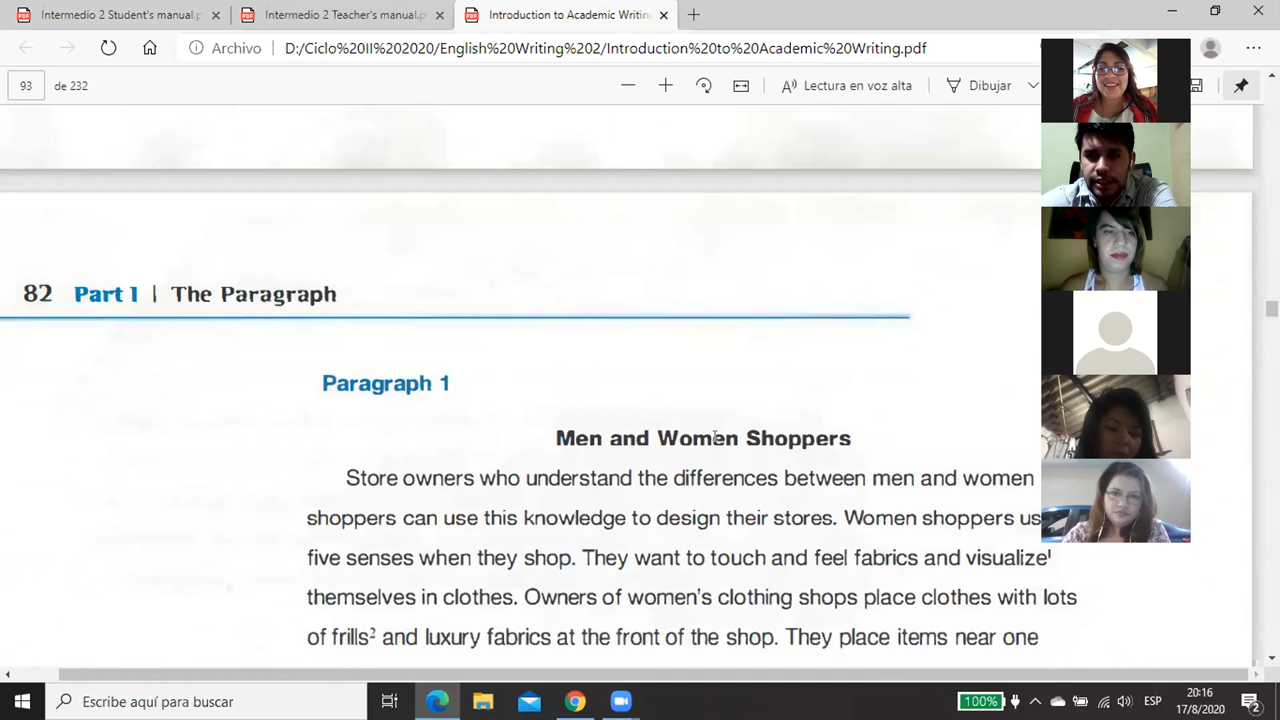 Intermedio 2 Student's manual.p
Intermedio 2 Teacher's manual.p
Introduction to Academic Writin
Archivo
D:/Ciclo%20II%202020/English%20Writing%202/Introduction%20to%20Academic%20Writing.pdf
93 de 232
Lectura en voz alta
Dibujar
82 Part 1 | The Paragraph
Paragraph 1
Men and Women Shoppers
Store owners who understand the differences between men and women
shoppers can use this knowledge to design their stores. Women shoppers us
five senses when they shop. They want to touch and feel fabrics and visualize¹
themselves in clothes. Owners of women's clothing shops place clothes with lots
of frills² and luxury fabrics at the front of the shop. They place items near one
Escribe aquí para buscar
100%
ESP
20:16
17/8/2020
2